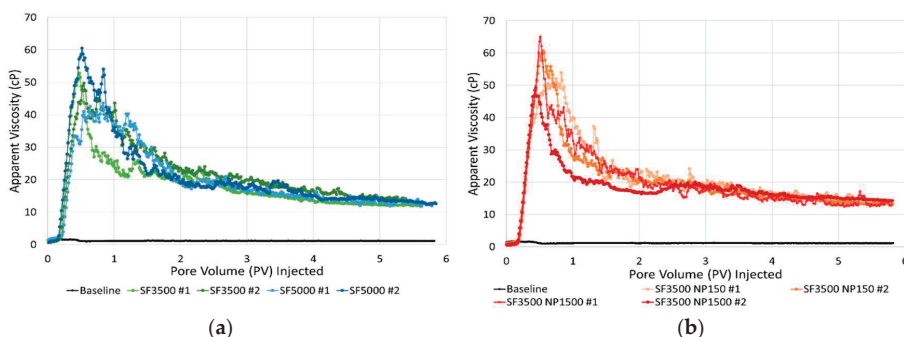 (a)
70
60
50
40
30
20
10
0
Apparent Viscosity (cP)
0 1 2 3 4 5 6
Pore Volume (PV) Injected
Baseline SF3500 #1 SF3500 #2 SF5000 #1 SF5000 #2
(a)
(b)
70
60
50
40
30
20
10
0
Apparent Viscosity (cP)
0 1 2 3 4 5 6
Pore Volume (PV) Injected
Baseline SF3500 NP150 #1 SF3500 NP150 #2
SF3500 NP1500 #1 SF3500 NP1500 #2
(b)